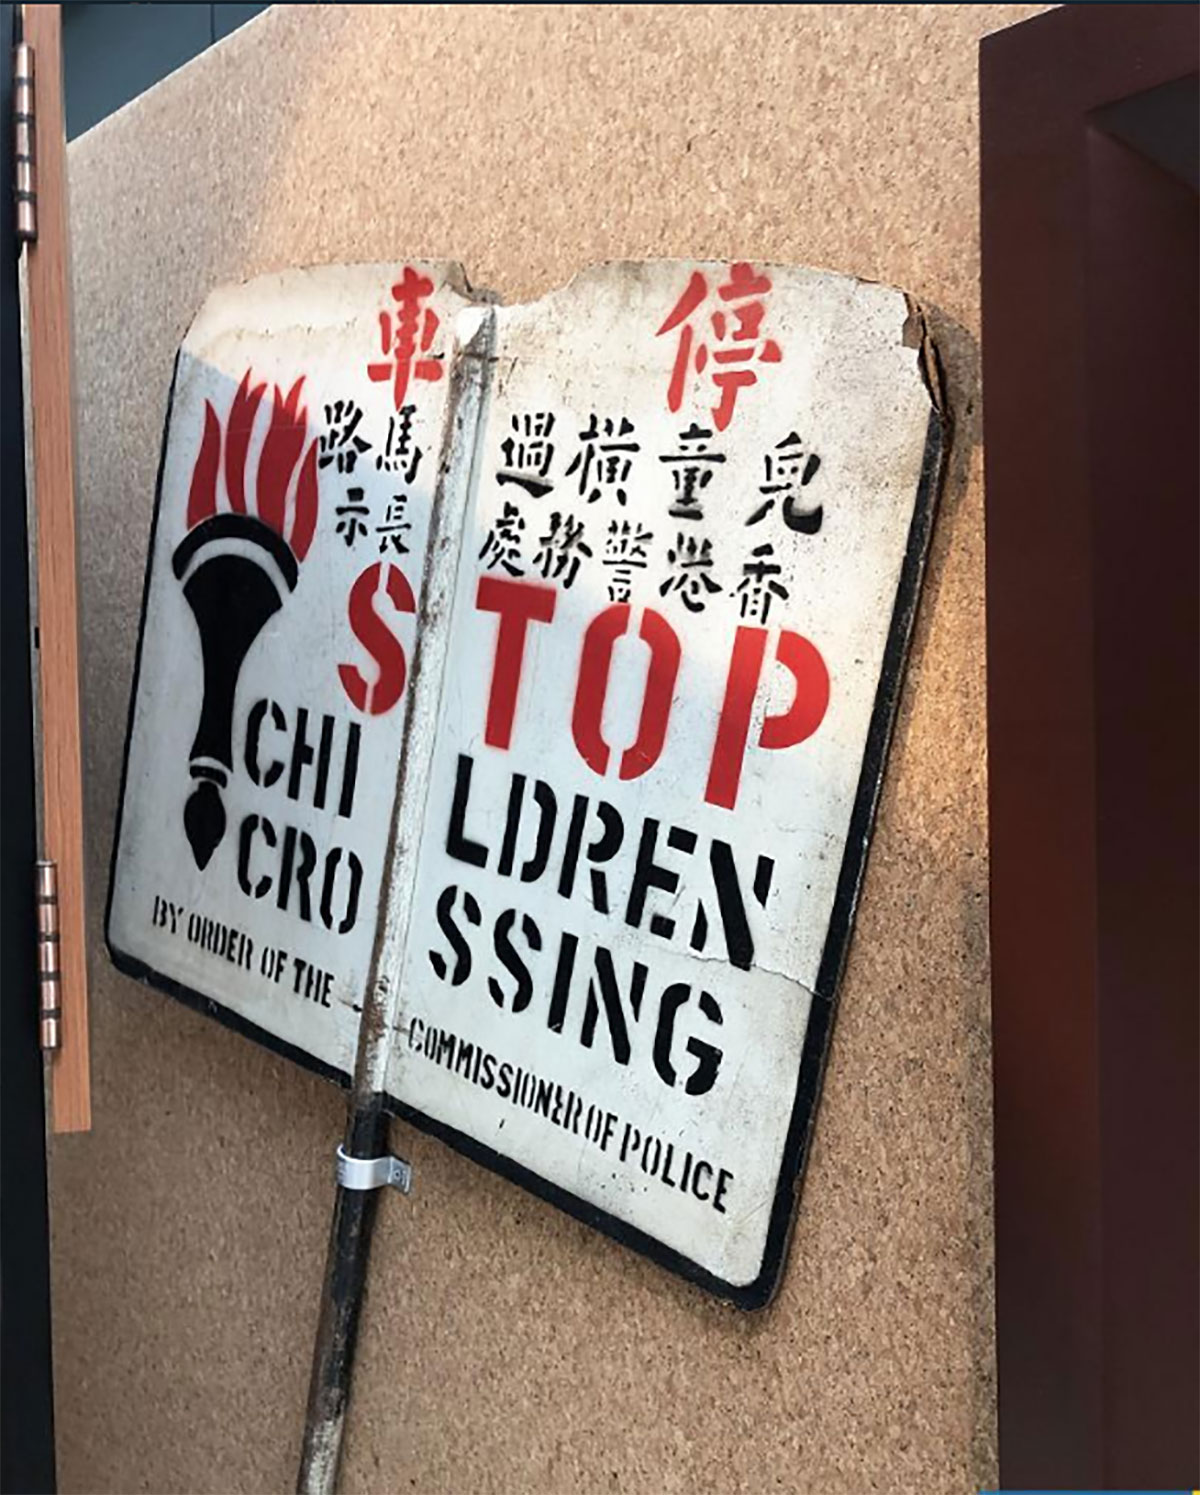 停車
兒童橫過馬路
香港警務處長示
STOP
CHILDREN
CROSSING
BY ORDER OF THE COMMISSIONER OF POLICE